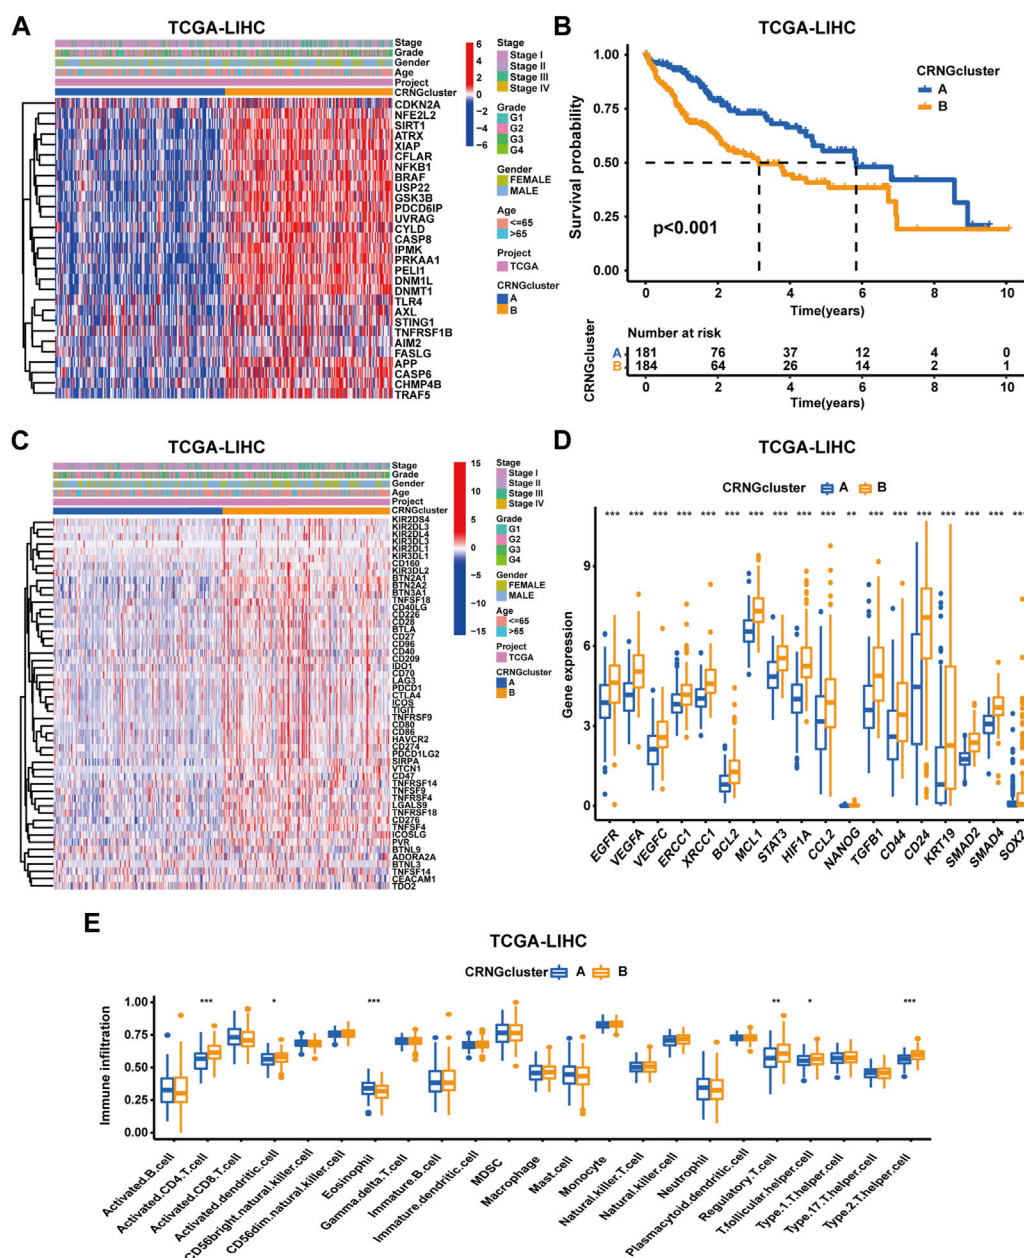 A
TCGA-LIHC
Stage
Grade
Gender
Age
Project
CRNGcluster
CDKN2A
NFE2L2
SIRT1
ATRX
XIAP
CFLAR
NFKB1
BRAF
USP22
GSK3B
PDCD6IP
UVRAG
CYLD
CASP8
IPMK
PRKAA1
PELI1
DNM1L
DNMT1
TLR4
AXL
STING1
TNFRSF1B
AIM2
FASLG
APP
CASP6
CHMP4B
TRAF5
6
4
2
0
−2
−4
−6
Stage
Stage I
Stage II
Stage III
Stage IV
Grade
G1
G2
G3
G4
Gender
FEMALE
MALE
Age
<=65
>65
Project
TCGA
CRNGcluster
A
B
B
TCGA-LIHC
CRNGcluster
A
B
Survival probability
1.00
0.75
0.50
0.25
0.00
p<0.001
0 2 4 6 8 10
Time(years)
CRNGcluster
Number at risk
A 181 76 37 12 4 0
B 184 64 26 14 2 1
0 2 4 6 8 10
Time(years)
C
TCGA-LIHC
Stage
Grade
Gender
Age
Project
CRNGcluster
KIR2DS4
KIR2DL3
KIR2DL4
KIR3DL3
KIR2DL1
KIR3DL1
CD160
KIR3DL2
BTN2A1
BTN2A2
BTN3A1
TNFSF18
CD40LG
CD226
CD28
BTLA
CD27
CD96
CD40
CD209
IDO1
CD70
LAG3
PDCD1
CTLA4
ICOS
TIGIT
TNFRSF9
CD80
CD86
HAVCR2
CD274
PDCD1LG2
SIRPA
VTCN1
CD47
TNFRSF14
TNFSF9
TNFRSF4
LGALS9
TNFRSF18
CD276
TNFSF4
ICOSLG
PVR
BTNL9
ADORA2A
BTNL3
TNFSF14
CEACAM1
TDO2
15
10
5
0
−5
−10
−15
Stage
Stage I
Stage II
Stage III
Stage IV
Grade
G1
G2
G3
G4
Gender
FEMALE
MALE
Age
<=65
>65
Project
TCGA
CRNGcluster
A
B
D
TCGA-LIHC
CRNGcluster A B
*** *** *** *** *** *** *** *** *** *** ** *** *** *** *** *** *** ***
Gene expression
9
6
3
0
EGFR VEGFA VEGFC ERCC1 XRCC1 BCL2 MCL1 STAT3 HIF1A CCL2 NANOG TGFB1 CD44 CD24 KRT19 SMAD2 SMAD4 SOX2
E
TCGA-LIHC
CRNGcluster A B
*** * *** ** * ***
Immune infiltration
1.00
0.75
0.50
0.25
0.00
Activated.B.cell
Activated.CD4.T.cell
Activated.CD8.T.cell
Activated.dendritic.cell
CD56bright.natural.killer.cell
CD56dim.natural.killer.cell
Eosinophil
Gamma.delta.T.cell
Immature.B.cell
Immature.dendritic.cell
MDSC
Macrophage
Mast.cell
Monocyte
Natural.killer.T.cell
Natural.killer.cell
Neutrophil
Plasmacytoid.dendritic.cell
Regulatory.T.cell
T.follicular.helper.cell
Type.1.T.helper.cell
Type.17.T.helper.cell
Type.2.T.helper.cell